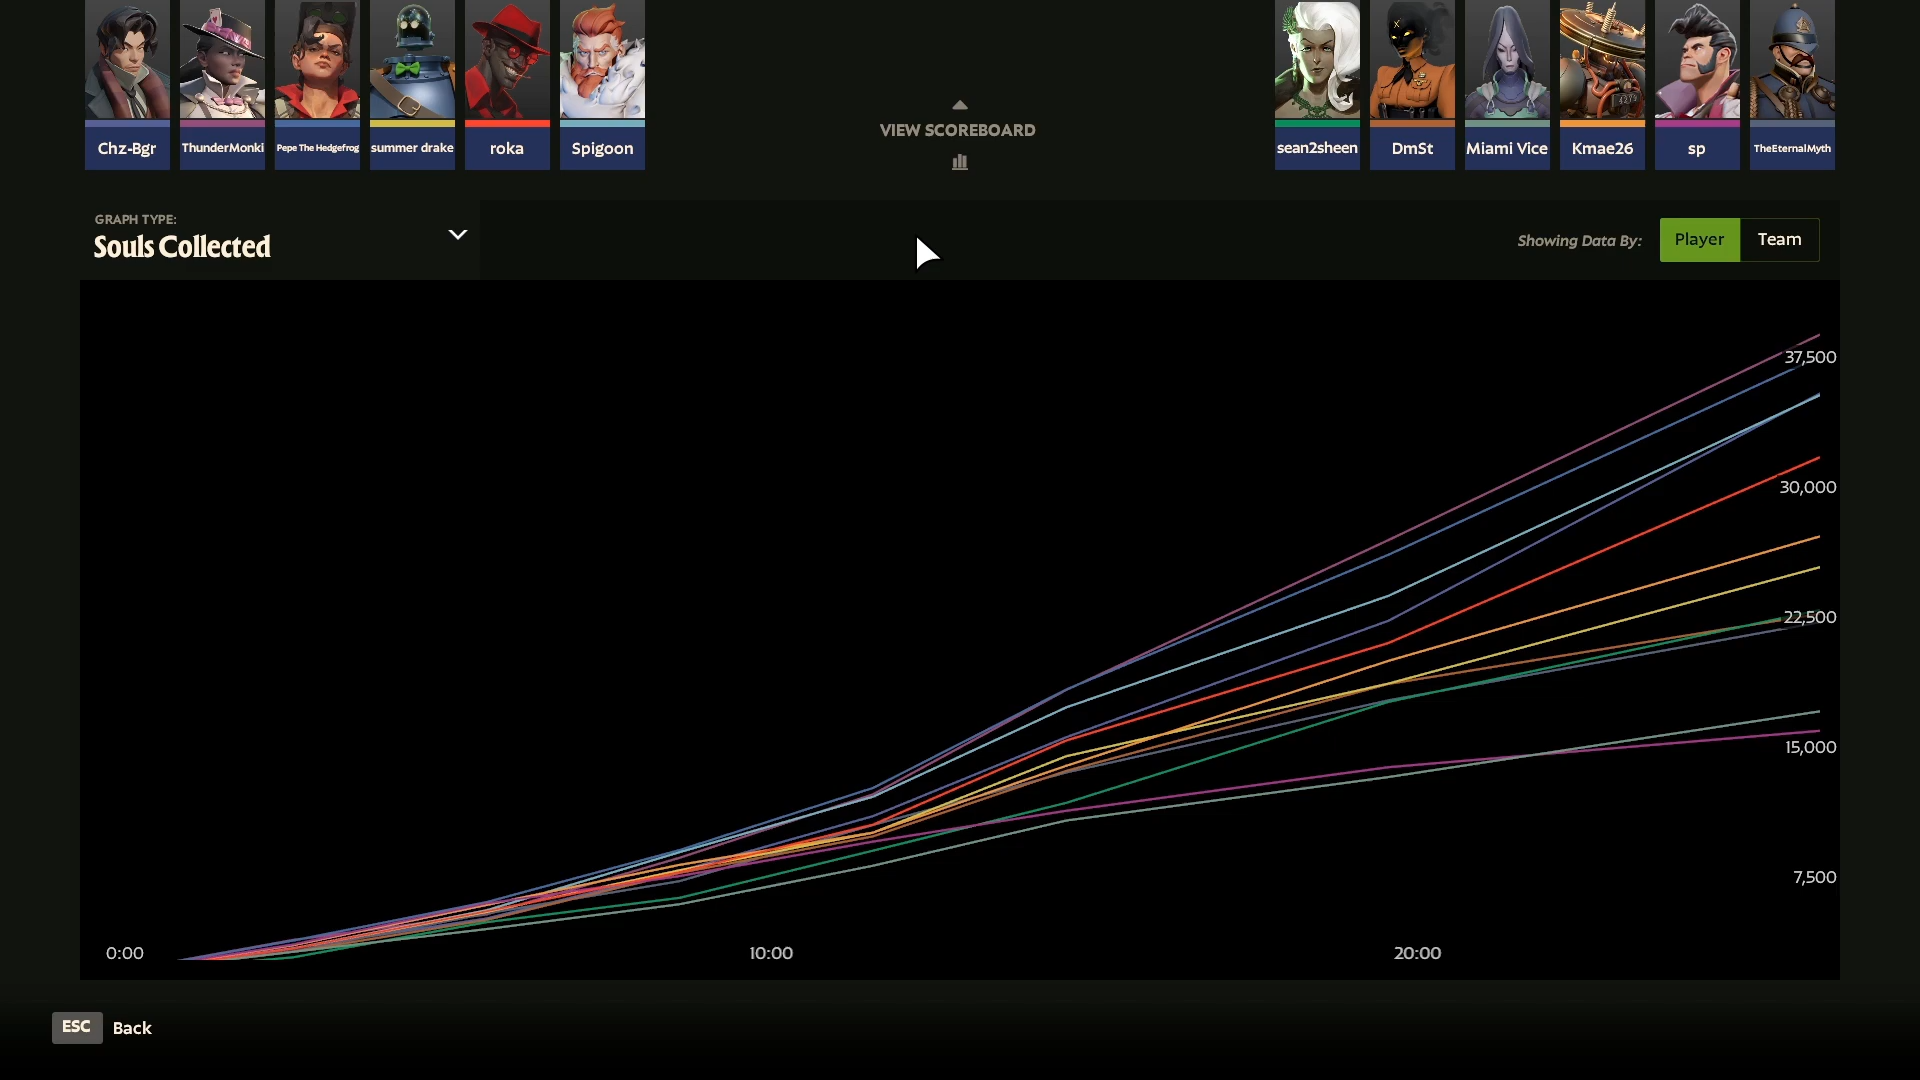 Chz-Bgr
ThunderMonki
Pepe The Hedgefrog
summer drake
roka
Spigoon
VIEW SCOREBOARD
sean2sheen
DmSt
Miami Vice
Kmae26
sp
TheEternalMyth
GRAPH TYPE:
Souls Collected
Showing Data By:
Player
Team
37,500
30,000
22,500
15,000
7,500
0:00
10:00
20:00
ESC
Back